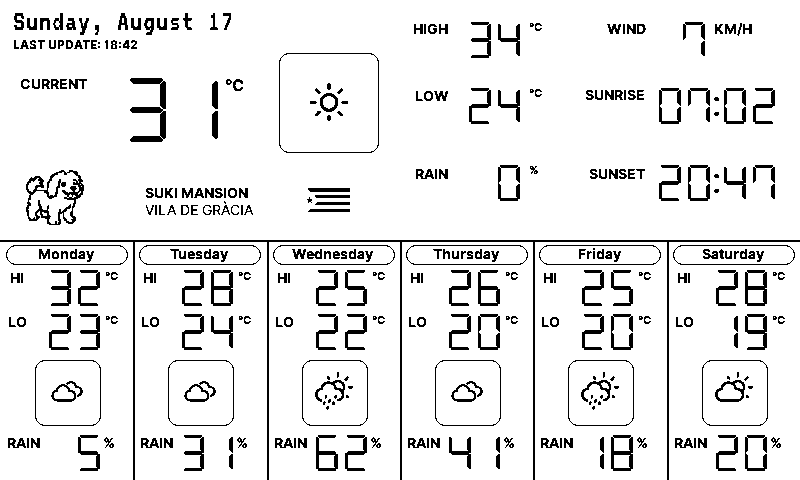 Sunday, August 17
LAST UPDATE: 18:42
CURRENT 31 °C
HIGH 34 °C
LOW 24 °C
RAIN 0 %
WIND 7 KM/H
SUNRISE 07:02
SUNSET 20:47
SUKI MANSION
VILA DE GRÀCIA
Monday
HI 32 °C
LO 23 °C
RAIN 5 %
Tuesday
HI 28 °C
LO 24 °C
RAIN 31 %
Wednesday
HI 25 °C
LO 22 °C
RAIN 62 %
Thursday
HI 26 °C
LO 20 °C
RAIN 41 %
Friday
HI 25 °C
LO 20 °C
RAIN 18 %
Saturday
HI 28 °C
LO 19 °C
RAIN 20 %